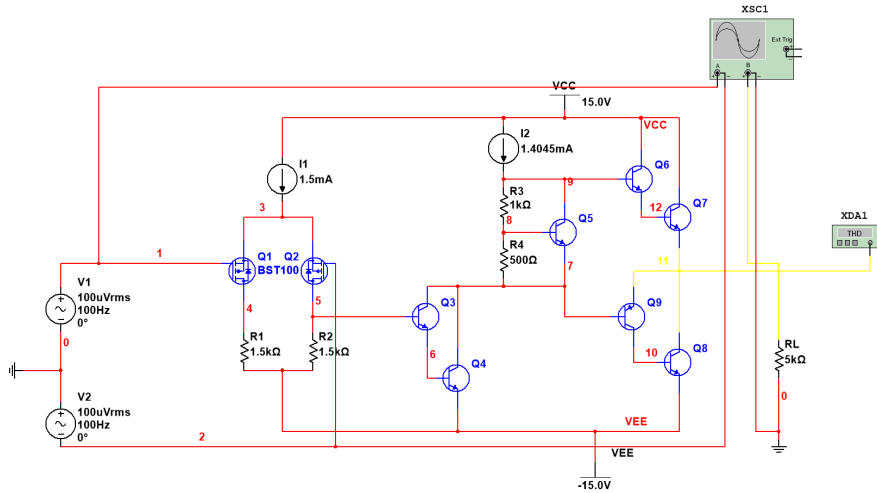 XSC1
Ext Trig
+
-
A
B
+ - + -
VCC
15.0V
VCC
I2
1.4045mA
I1
1.5mA
Q6
9
R3
1kΩ
12
Q7
XDA1
THD
3
8
Q5
R4
500Ω
1
Q1
Q2
BST100
11
7
V1
100uVrms
100Hz
0°
4
5
Q3
Q9
0
R1
1.5kΩ
R2
1.5kΩ
6
10
Q8
RL
5kΩ
Q4
V2
100uVrms
100Hz
0°
0
2
VEE
VEE
-15.0V